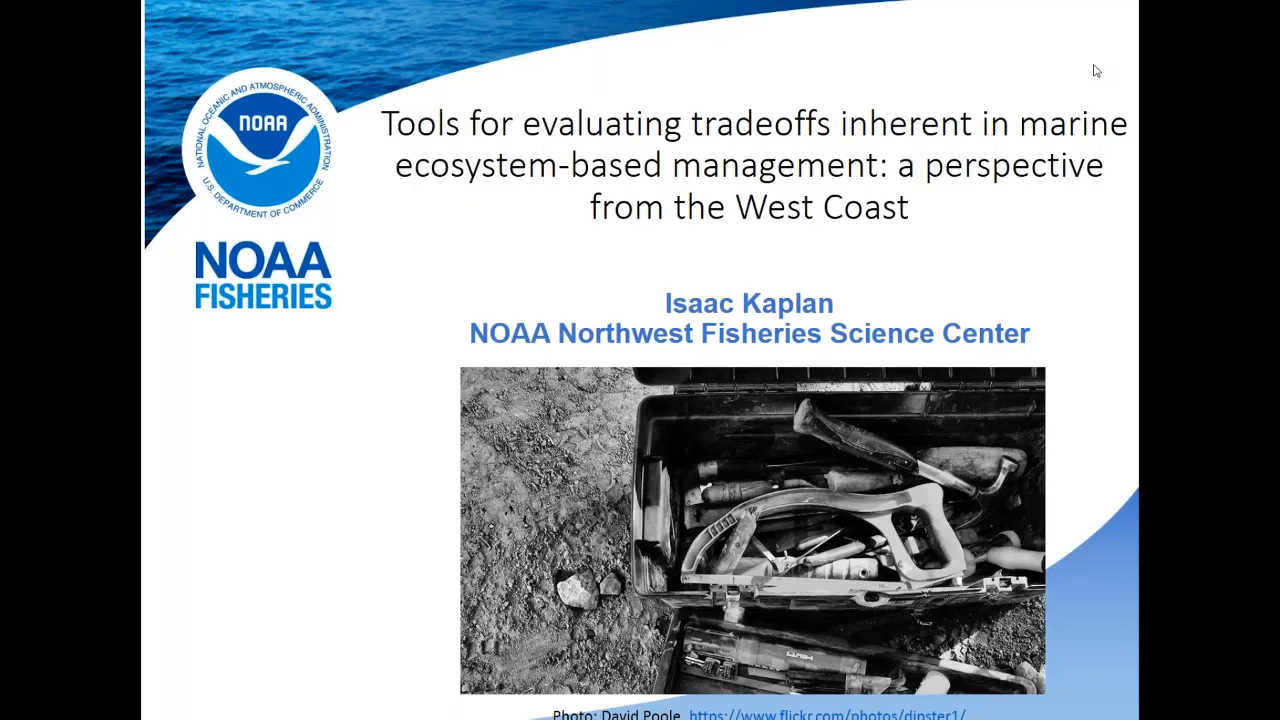 NATIONAL OCEANIC AND ATMOSPHERIC ADMINISTRATION
NOAA
U.S. DEPARTMENT OF COMMERCE
NOAA
FISHERIES
Tools for evaluating tradeoffs inherent in marine
ecosystem-based management: a perspective
from the West Coast
Isaac Kaplan
NOAA Northwest Fisheries Science Center
Photo: David Poole https://www.flickr.com/photos/dipster1/